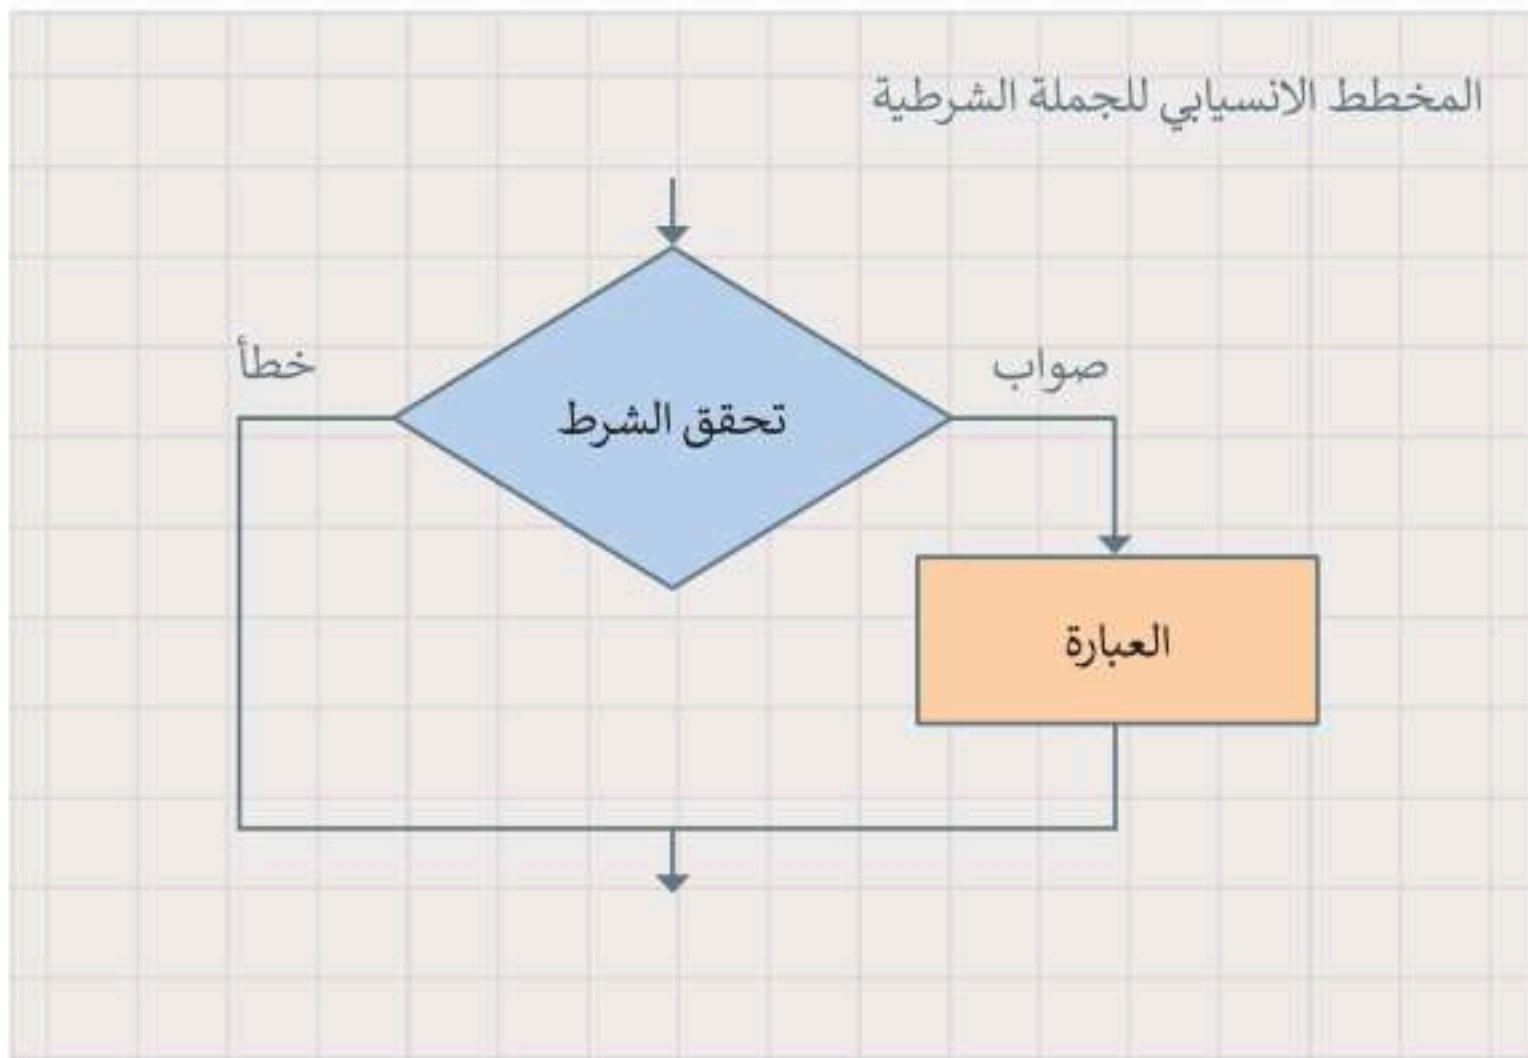 المخطط الانسيابي للجملة الشرطية
صواب
خطأ
تحقق الشرط
العبارة